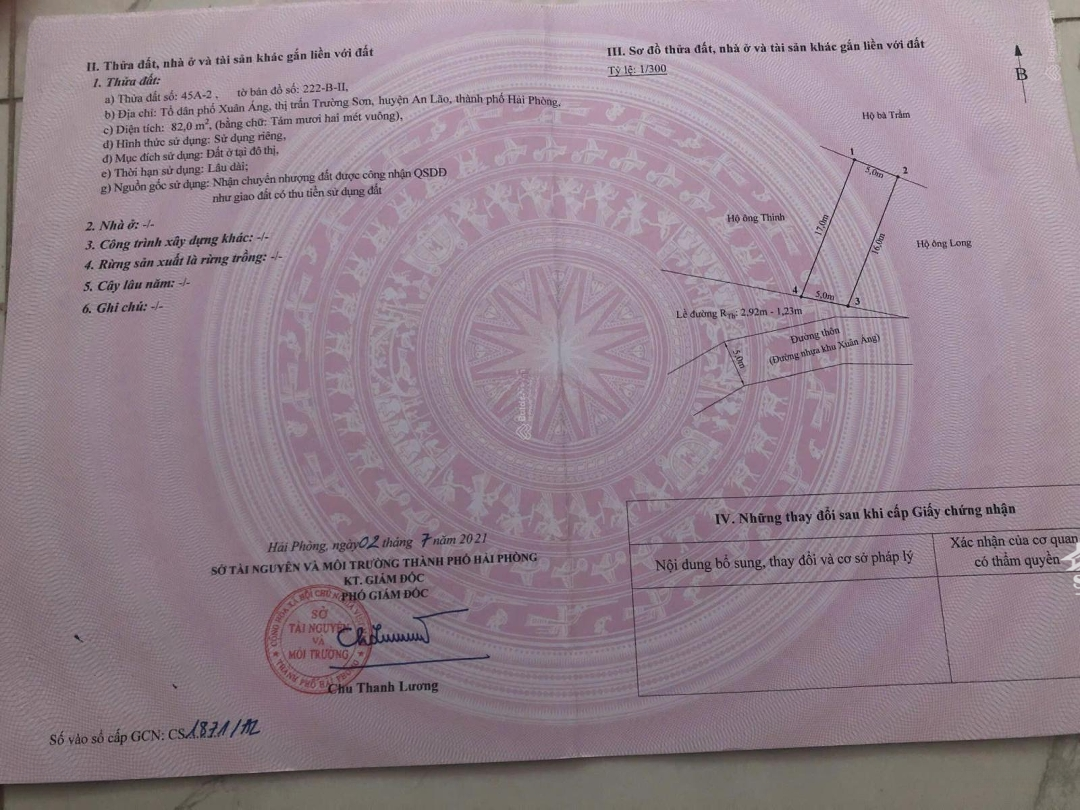 II. Thửa đất, nhà ở và tài sản khác gắn liền với đất
1. Thửa đất:
a) Thửa đất số: 45A-2 , tờ bản đồ số: 222-B-II,
b) Địa chỉ: Tổ dân phố Xuân Áng, thị trấn Trường Sơn, huyện An Lão, thành phố Hải Phòng,
c) Diện tích: 82,0 m², (bằng chữ: Tám mươi hai mét vuông),
d) Hình thức sử dụng: Sử dụng riêng,
đ) Mục đích sử dụng: Đất ở tại đô thị,
e) Thời hạn sử dụng: Lâu dài;
g) Nguồn gốc sử dụng: Nhận chuyển nhượng đất được công nhận QSDĐ
như giao đất có thu tiền sử dụng đất
2. Nhà ở: -/-
3. Công trình xây dựng khác: -/-
4. Rừng sản xuất là rừng trồng: -/-
5. Cây lâu năm: -/-
6. Ghi chú: -/-
Hải Phòng, ngày 02 tháng 7 năm 2021
SỞ TÀI NGUYÊN VÀ MÔI TRƯỜNG THÀNH PHỐ HẢI PHÒNG
KT. GIÁM ĐỐC
PHÓ GIÁM ĐỐC
SỞ
TÀI NGUYÊN
VÀ
MÔI TRƯỜNG
THÀNH PHỐ HẢI PHÒNG
Chu Thanh Lương
Số vào sổ cấp GCN: CS1871/AL
III. Sơ đồ thửa đất, nhà ở và tài sản khác gắn liền với đất
Tỷ lệ: 1/300
B
Hộ bà Trầm
1
5,0m
2
Hộ ông Thinh
17,0m
16,0m
Hộ ông Long
4
5,0m
3
Lề đường RTB: 2,92m - 1,23m
Đường thôn
(Đường nhựa khu Xuân Áng)
5,0m
IV. Những thay đổi sau khi cấp Giấy chứng nhận
Nội dung bổ sung, thay đổi và cơ sở pháp lý
Xác nhận của cơ quan
có thẩm quyền